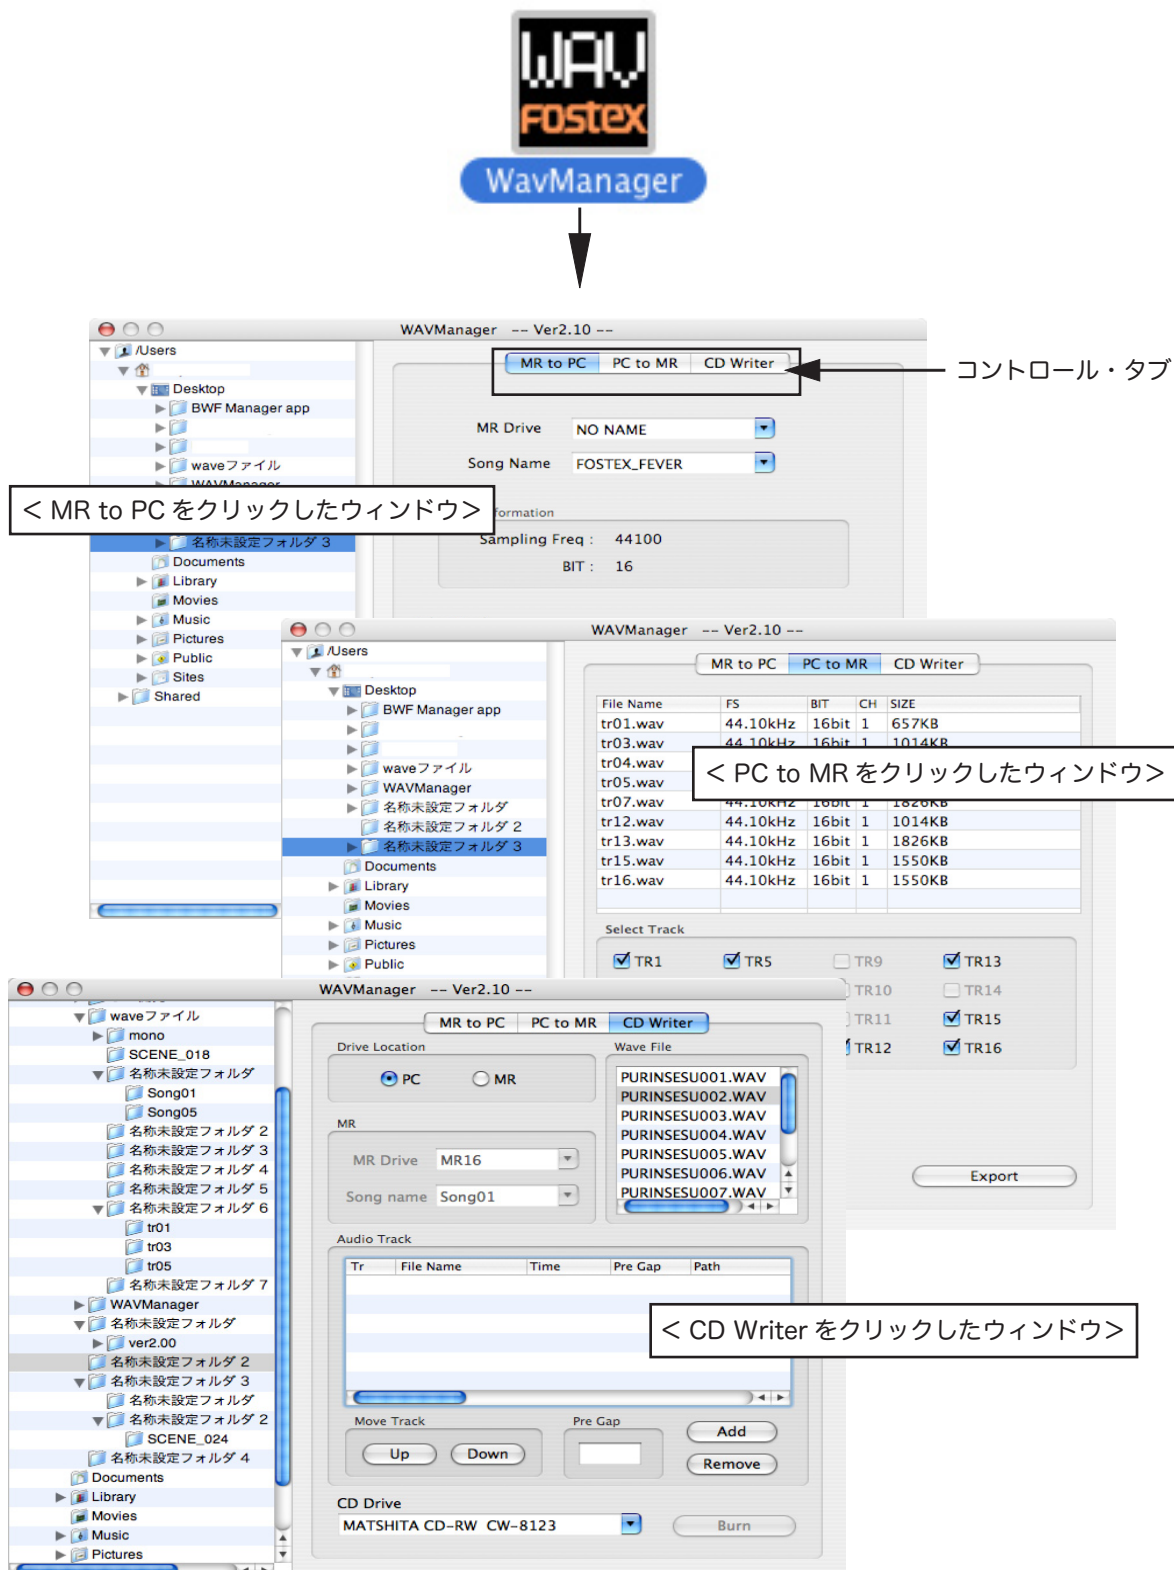 WAV
FOSTEX
WavManager
WAVManager -- Ver2.10 --
MR to PC PC to MR CD Writer
コントロール・タブ
/Users
Desktop
BWF Manager app
waveファイル
WAVManager
名称未設定フォルダ 3
Documents
Library
Movies
Music
Pictures
Public
Sites
Shared
MR Drive NO NAME
Song Name FOSTEX_FEVER
Sampling Freq : 44100
BIT : 16
< MR to PC をクリックしたウィンドウ>
WAVManager -- Ver2.10 --
MR to PC PC to MR CD Writer
/Users
Desktop
BWF Manager app
waveファイル
WAVManager
名称未設定フォルダ
名称未設定フォルダ 2
名称未設定フォルダ 3
Documents
Library
Movies
Music
Pictures
Public
File Name FS BIT CH SIZE
tr01.wav 44.10kHz 16bit 1 657KB
tr03.wav 44.10kHz 16bit 1 1014KB
tr04.wav
tr05.wav
tr07.wav 44.10kHz 16bit 1 1826KB
tr12.wav 44.10kHz 16bit 1 1014KB
tr13.wav 44.10kHz 16bit 1 1826KB
tr15.wav 44.10kHz 16bit 1 1550KB
tr16.wav 44.10kHz 16bit 1 1550KB
< PC to MR をクリックしたウィンドウ>
Select Track
TR1 TR5 TR9 TR13
TR10 TR14
TR11 TR15
TR12 TR16
Export
WAVManager -- Ver2.10 --
MR to PC PC to MR CD Writer
waveファイル
mono
SCENE_018
名称未設定フォルダ
Song01
Song05
名称未設定フォルダ 2
名称未設定フォルダ 3
名称未設定フォルダ 4
名称未設定フォルダ 5
名称未設定フォルダ 6
tr01
tr03
tr05
名称未設定フォルダ 7
WAVManager
名称未設定フォルダ
ver2.00
名称未設定フォルダ 2
名称未設定フォルダ 3
名称未設定フォルダ
名称未設定フォルダ 2
SCENE_024
名称未設定フォルダ 4
Documents
Library
Movies
Music
Pictures
Drive Location
PC MR
MR
MR Drive MR16
Song name Song01
Wave File
PURINSESU001.WAV
PURINSESU002.WAV
PURINSESU003.WAV
PURINSESU004.WAV
PURINSESU005.WAV
PURINSESU006.WAV
PURINSESU007.WAV
Audio Track
Tr File Name Time Pre Gap Path
< CD Writer をクリックしたウィンドウ>
Move Track
Up Down
Pre Gap
Add
Remove
CD Drive
MATSHITA CD-RW CW-8123
Burn